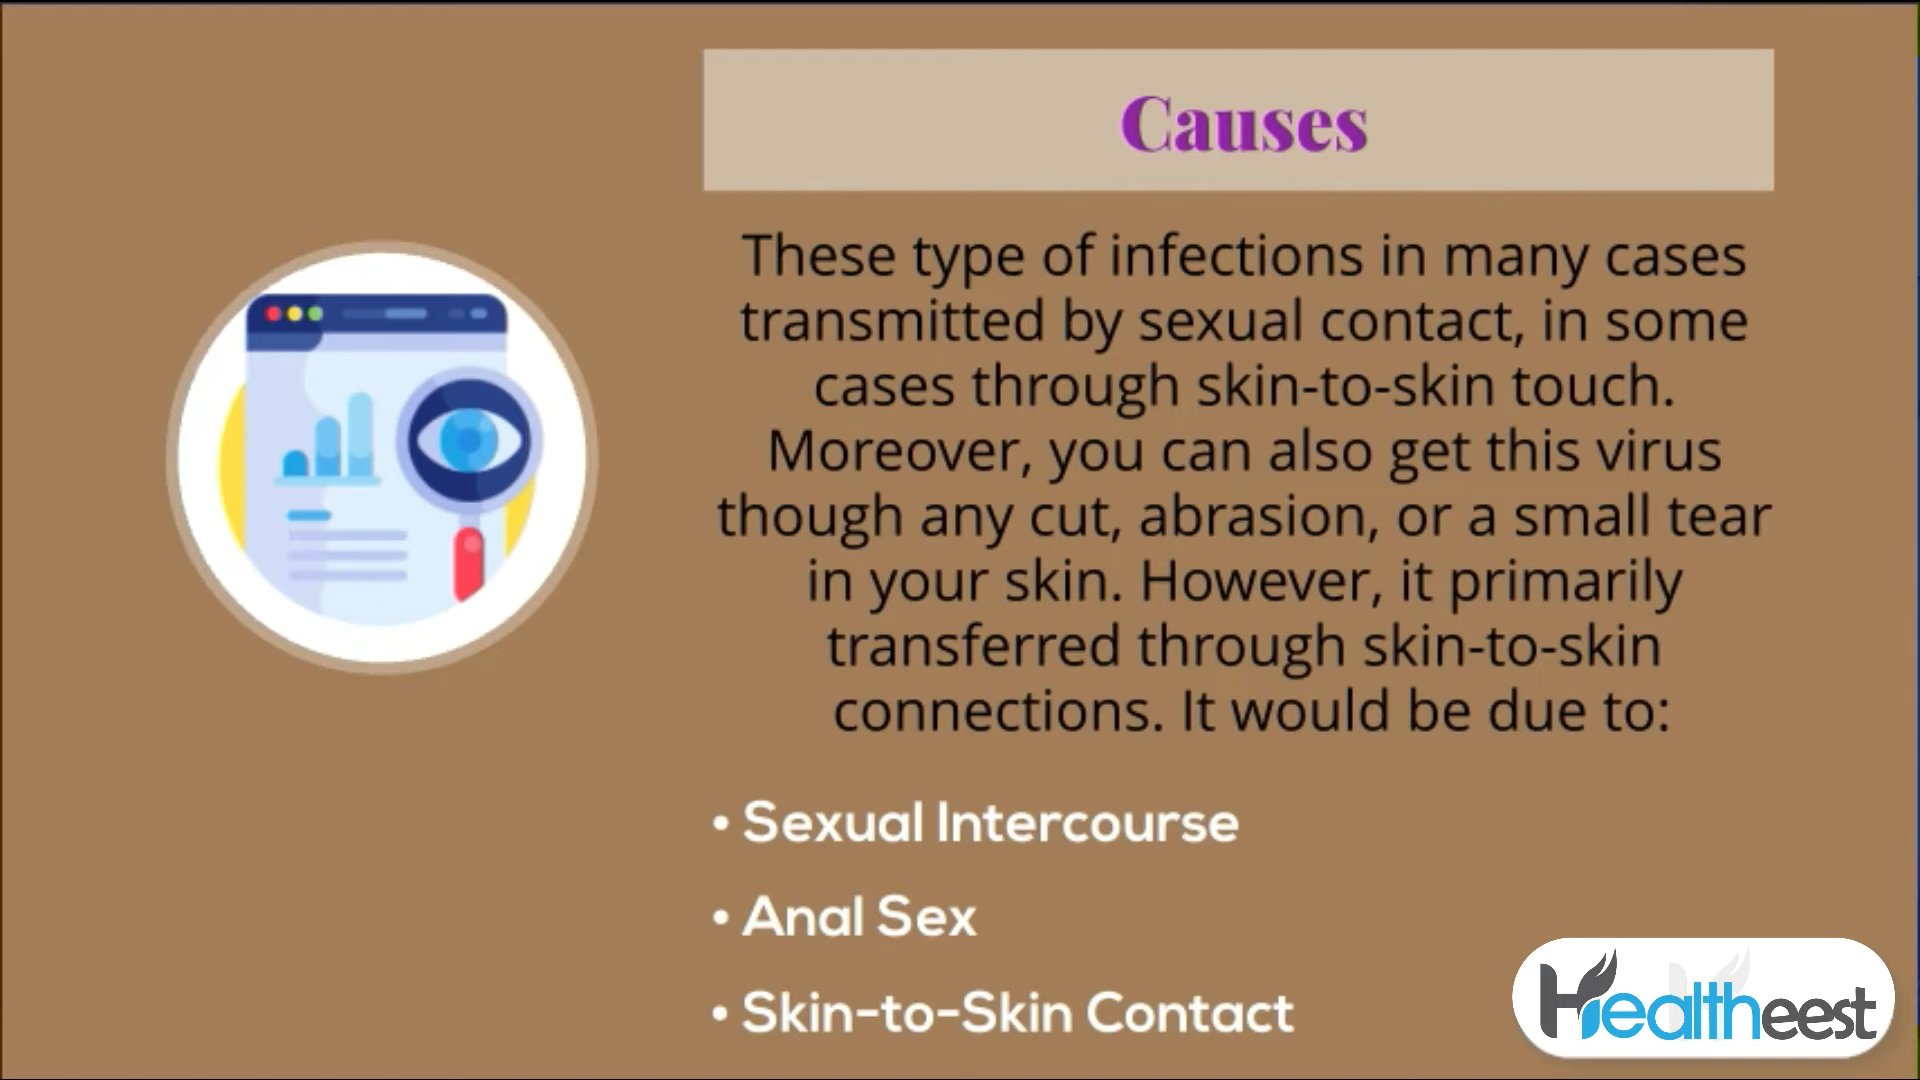 Causes
These type of infections in many cases
transmitted by sexual contact, in some
cases through skin-to-skin touch.
Moreover, you can also get this virus
though any cut, abrasion, or a small tear
in your skin. However, it primarily
transferred through skin-to-skin
connections. It would be due to:
• Sexual Intercourse
• Anal Sex
• Skin-to-Skin Contact
Healtheest